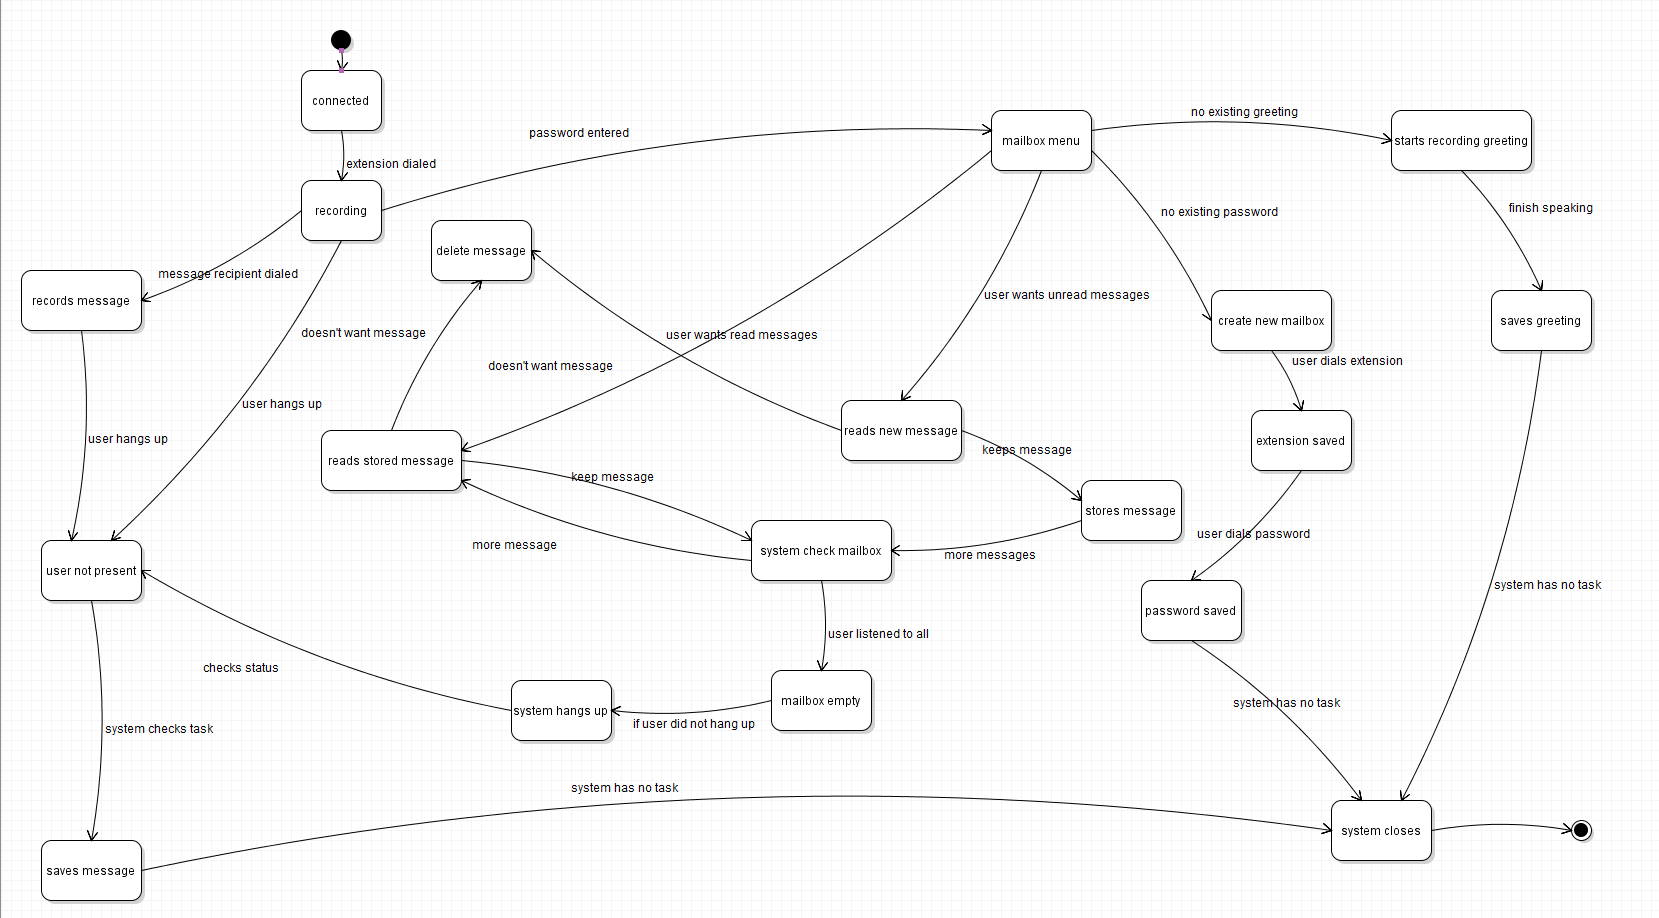 connected
no existing greeting
password entered
mailbox menu
starts recording greeting
extension dialed
recording
no existing password
finish speaking
delete message
message recipient dialed
records message
user wants unread messages
create new mailbox
saves greeting
doesn't want message
user wants read messages
user dials extension
doesn't want message
user hangs up
user hangs up
reads new message
extension saved
keeps message
reads stored message
keep message
stores message
user dials password
more message
system check mailbox
more messages
user not present
system has no task
password saved
user listened to all
checks status
mailbox empty
system has no task
system hangs up
if user did not hang up
system checks task
system has no task
system closes
saves message